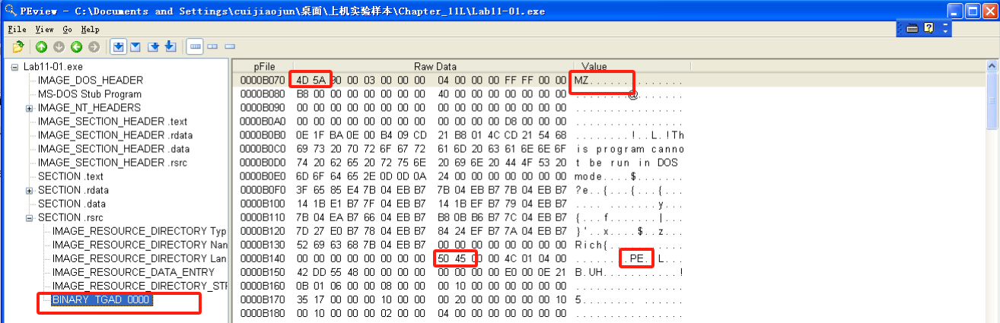 PEview - C:\Documents and Settings\cuijiaojun\桌面\上机实验样本\Chapter_11L\Lab11-01.exe
File View Go Help
pFile Raw Data Value
Lab11-01.exe
IMAGE_DOS_HEADER
MS-DOS Stub Program
IMAGE_NT_HEADERS
IMAGE_SECTION_HEADER .text
IMAGE_SECTION_HEADER .rdata
IMAGE_SECTION_HEADER .data
IMAGE_SECTION_HEADER .rsrc
SECTION .text
SECTION .rdata
SECTION .data
SECTION .rsrc
IMAGE_RESOURCE_DIRECTORY Typ
IMAGE_RESOURCE_DIRECTORY Nan
IMAGE_RESOURCE_DIRECTORY Lan
IMAGE_RESOURCE_DATA_ENTRY
IMAGE_RESOURCE_DIRECTORY_STF
BINARY TGAD 0000
0000B070 4D 5A 90 00 03 00 00 00 04 00 00 00 FF FF 00 00 MZ..............
0000B080 B8 00 00 00 00 00 00 00 40 00 00 00 00 00 00 00 ........@.......
0000B090 00 00 00 00 00 00 00 00 00 00 00 00 00 00 00 00 ................
0000B0A0 00 00 00 00 00 00 00 00 00 00 00 00 D8 00 00 00 ................
0000B0B0 0E 1F BA 0E 00 B4 09 CD 21 B8 01 4C CD 21 54 68 ........!..L.!Th
0000B0C0 69 73 20 70 72 6F 67 72 61 6D 20 63 61 6E 6E 6F is program canno
0000B0D0 74 20 62 65 20 72 75 6E 20 69 6E 20 44 4F 53 20 t be run in DOS
0000B0E0 6D 6F 64 65 2E 0D 0D 0A 24 00 00 00 00 00 00 00 mode....$.......
0000B0F0 3F 65 85 E4 7B 04 EB B7 7B 04 EB B7 7B 04 EB B7 ?e..{...{...{...
0000B100 14 1B E1 B7 7F 04 EB B7 14 1B EF B7 79 04 EB B7 .... .......y...
0000B110 7B 04 EA B7 66 04 EB B7 B8 0B B6 B7 7C 04 EB B7 {...f.......|...
0000B120 7D 27 E0 B7 78 04 EB B7 84 24 EF B7 7A 04 EB B7 }'..x....$..z...
0000B130 52 69 63 68 7B 04 EB B7 00 00 00 00 00 00 00 00 Rich{...........
0000B140 00 00 00 00 00 00 00 00 50 45 00 00 4C 01 04 00 ........PE..L...
0000B150 42 DD 55 48 00 00 00 00 00 00 00 00 E0 00 0E 21 B.UH...........!
0000B160 0B 01 06 00 00 08 00 00 00 10 00 00 00 00 00 00 ................
0000B170 35 17 00 00 00 10 00 00 00 20 00 00 00 00 00 10 5........ ......
0000B180 00 10 00 00 00 02 00 00 04 00 00 00 00 00 00 00 ................